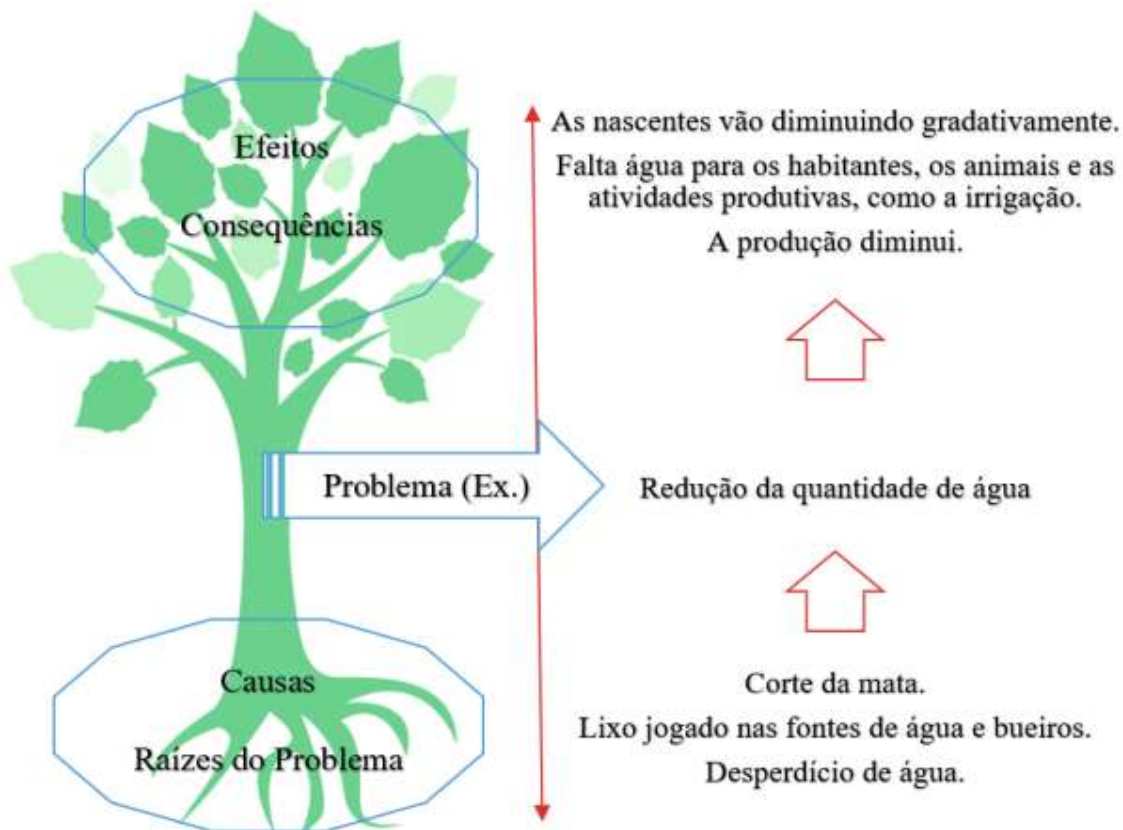 Efeitos
Consequências
As nascentes vão diminuindo gradativamente.
Falta água para os habitantes, os animais e as
atividades produtivas, como a irrigação.
A produção diminui.
Problema (Ex.)
Redução da quantidade de água
Causas
Raízes do Problema
Corte da mata.
Lixo jogado nas fontes de água e bueiros.
Desperdício de água.